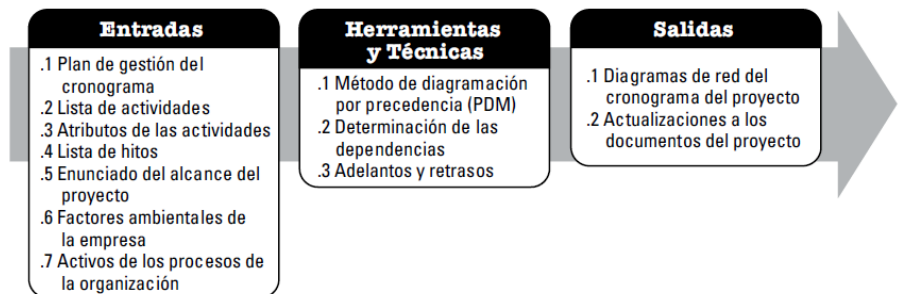 Entradas
.1 Plan de gestión del
cronograma
.2 Lista de actividades
.3 Atributos de las actividades
.4 Lista de hitos
.5 Enunciado del alcance del
proyecto
.6 Factores ambientales de
la empresa
.7 Activos de los procesos de
la organización
Herramientas
y Técnicas
.1 Método de diagramación
por precedencia (PDM)
.2 Determinación de las
dependencias
.3 Adelantos y retrasos
Salidas
.1 Diagramas de red del
cronograma del proyecto
.2 Actualizaciones a los
documentos del proyecto